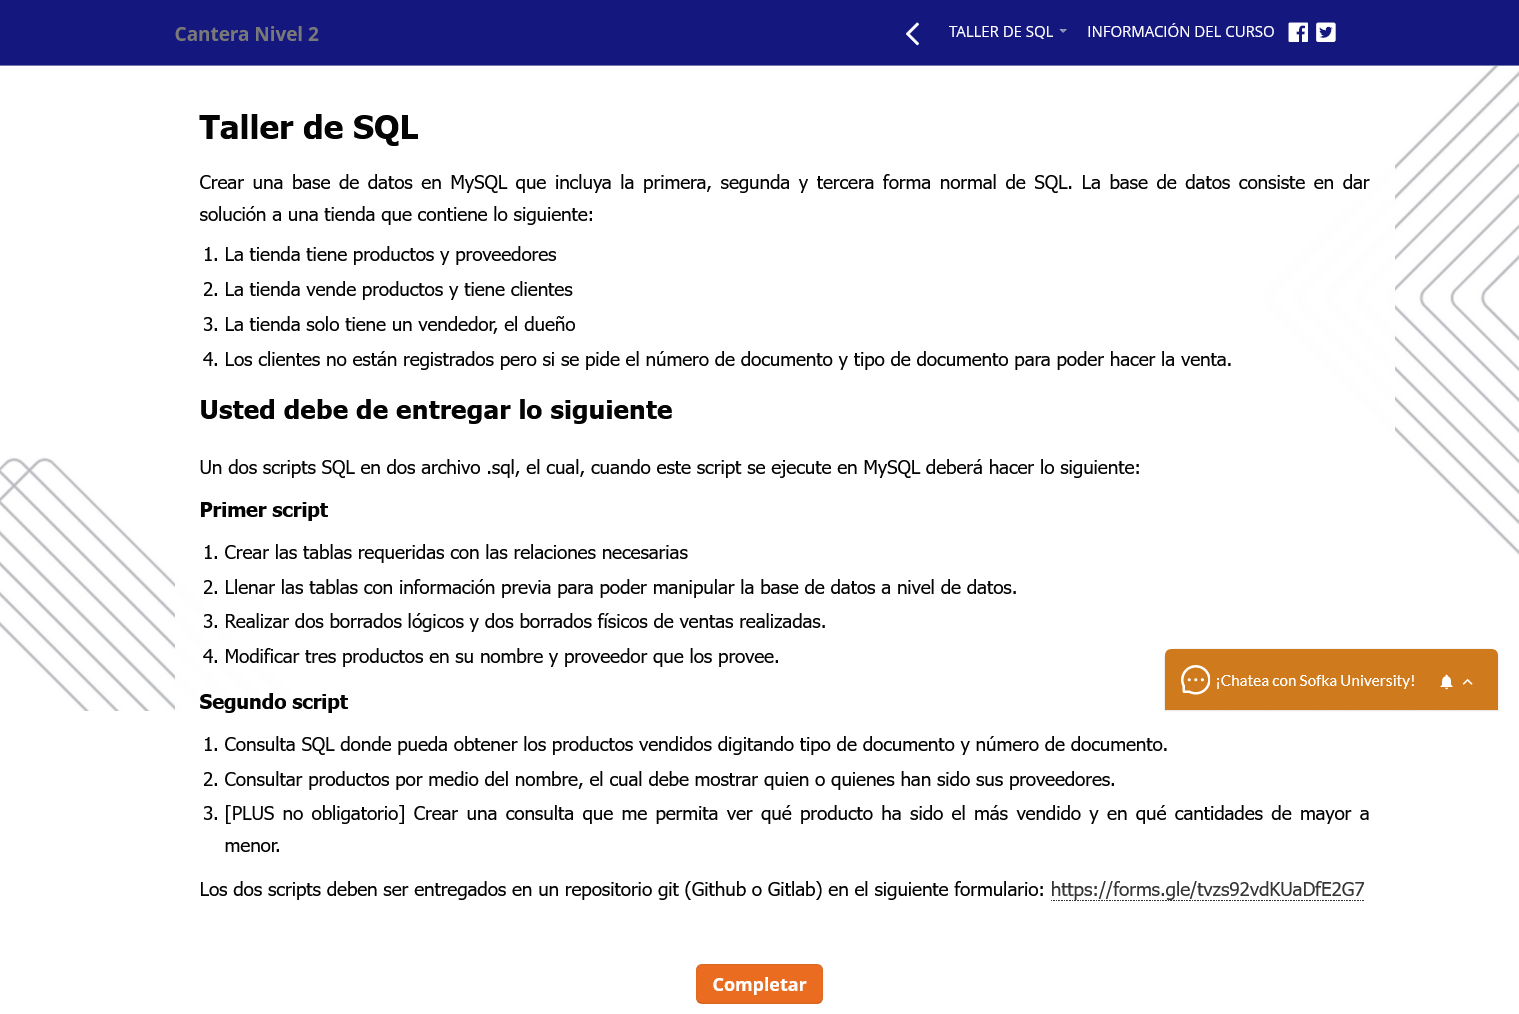 Cantera Nivel 2
TALLER DE SQL
INFORMACIÓN DEL CURSO
Taller de SQL
Crear una base de datos en MySQL que incluya la primera, segunda y tercera forma normal de SQL. La base de datos consiste en dar
solución a una tienda que contiene lo siguiente:
1. La tienda tiene productos y proveedores
2. La tienda vende productos y tiene clientes
3. La tienda solo tiene un vendedor, el dueño
4. Los clientes no están registrados pero si se pide el número de documento y tipo de documento para poder hacer la venta.
Usted debe de entregar lo siguiente
Un dos scripts SQL en dos archivo .sql, el cual, cuando este script se ejecute en MySQL deberá hacer lo siguiente:
Primer script
1. Crear las tablas requeridas con las relaciones necesarias
2. Llenar las tablas con información previa para poder manipular la base de datos a nivel de datos.
3. Realizar dos borrados lógicos y dos borrados físicos de ventas realizadas.
4. Modificar tres productos en su nombre y proveedor que los provee.
¡Chatea con Sofka University!
Segundo script
1. Consulta SQL donde pueda obtener los productos vendidos digitando tipo de documento y número de documento.
2. Consultar productos por medio del nombre, el cual debe mostrar quien o quienes han sido sus proveedores.
3. [PLUS no obligatorio] Crear una consulta que me permita ver qué producto ha sido el más vendido y en qué cantidades de mayor a
menor.
Los dos scripts deben ser entregados en un repositorio git (Github o Gitlab) en el siguiente formulario: https://forms.gle/tvzs92vdKUaDfE2G7
Completar